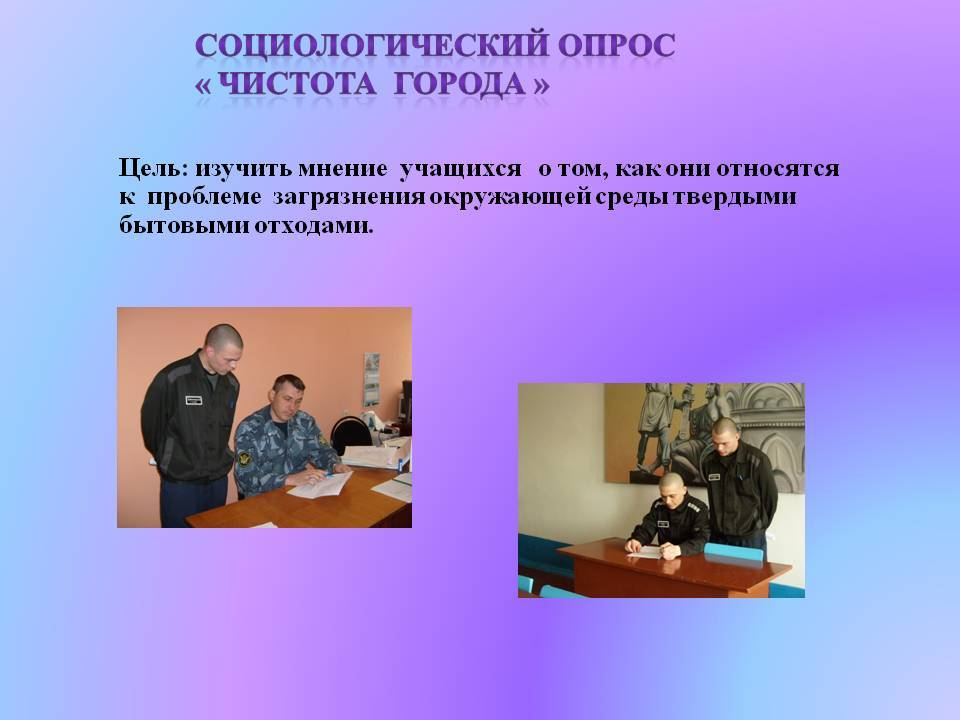 СОЦИОЛОГИЧЕСКИЙ ОПРОС
« ЧИСТОТА ГОРОДА »
Цель: изучить мнение учащихся о том, как они относятся
к проблеме загрязнения окружающей среды твердыми
бытовыми отходами.